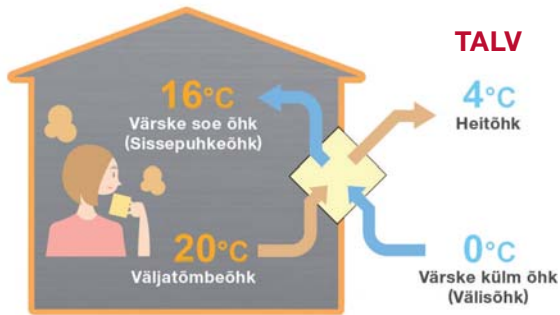 TALV
16°C
Värske soe õhk
(Sissepuhkeõhk)
4°C
Heitõhk
20°C
Väljatõmbeõhk
0°C
Värske külm õhk
(Välisõhk)